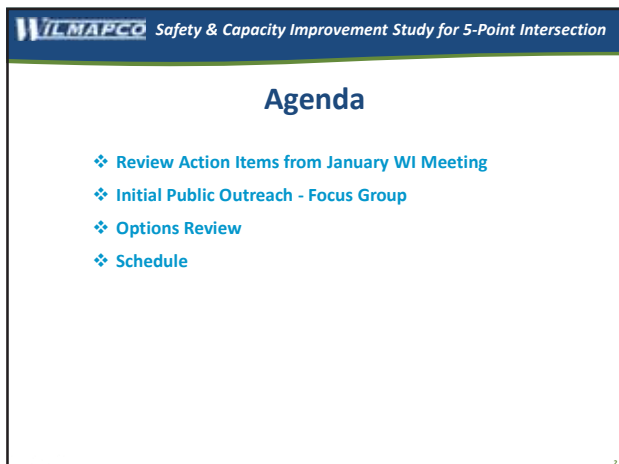 WILMAPCO Safety & Capacity Improvement Study for 5-Point Intersection
Agenda
❖ Review Action Items from January WI Meeting
❖ Initial Public Outreach - Focus Group
❖ Options Review
❖ Schedule